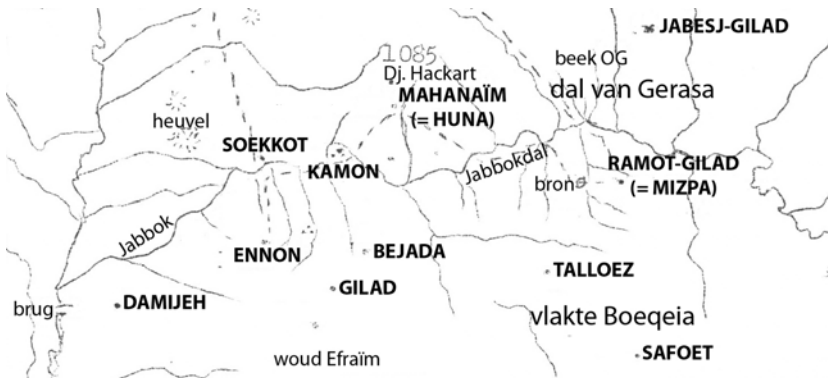 JABESJ-GILAD
1085
Dj. Hackart
beek OG
dal van Gerasa
MAHANAÏM
(= HUNA)
heuvel
SOEKKOT
KAMON
Jabbokdal
bron
RAMOT-GILAD
(= MIZPA)
Jabbok
ENNON
BEJADA
TALLOEZ
GILAD
brug
DAMIJEH
vlakte Boeqeia
woud Efraïm
SAFOET